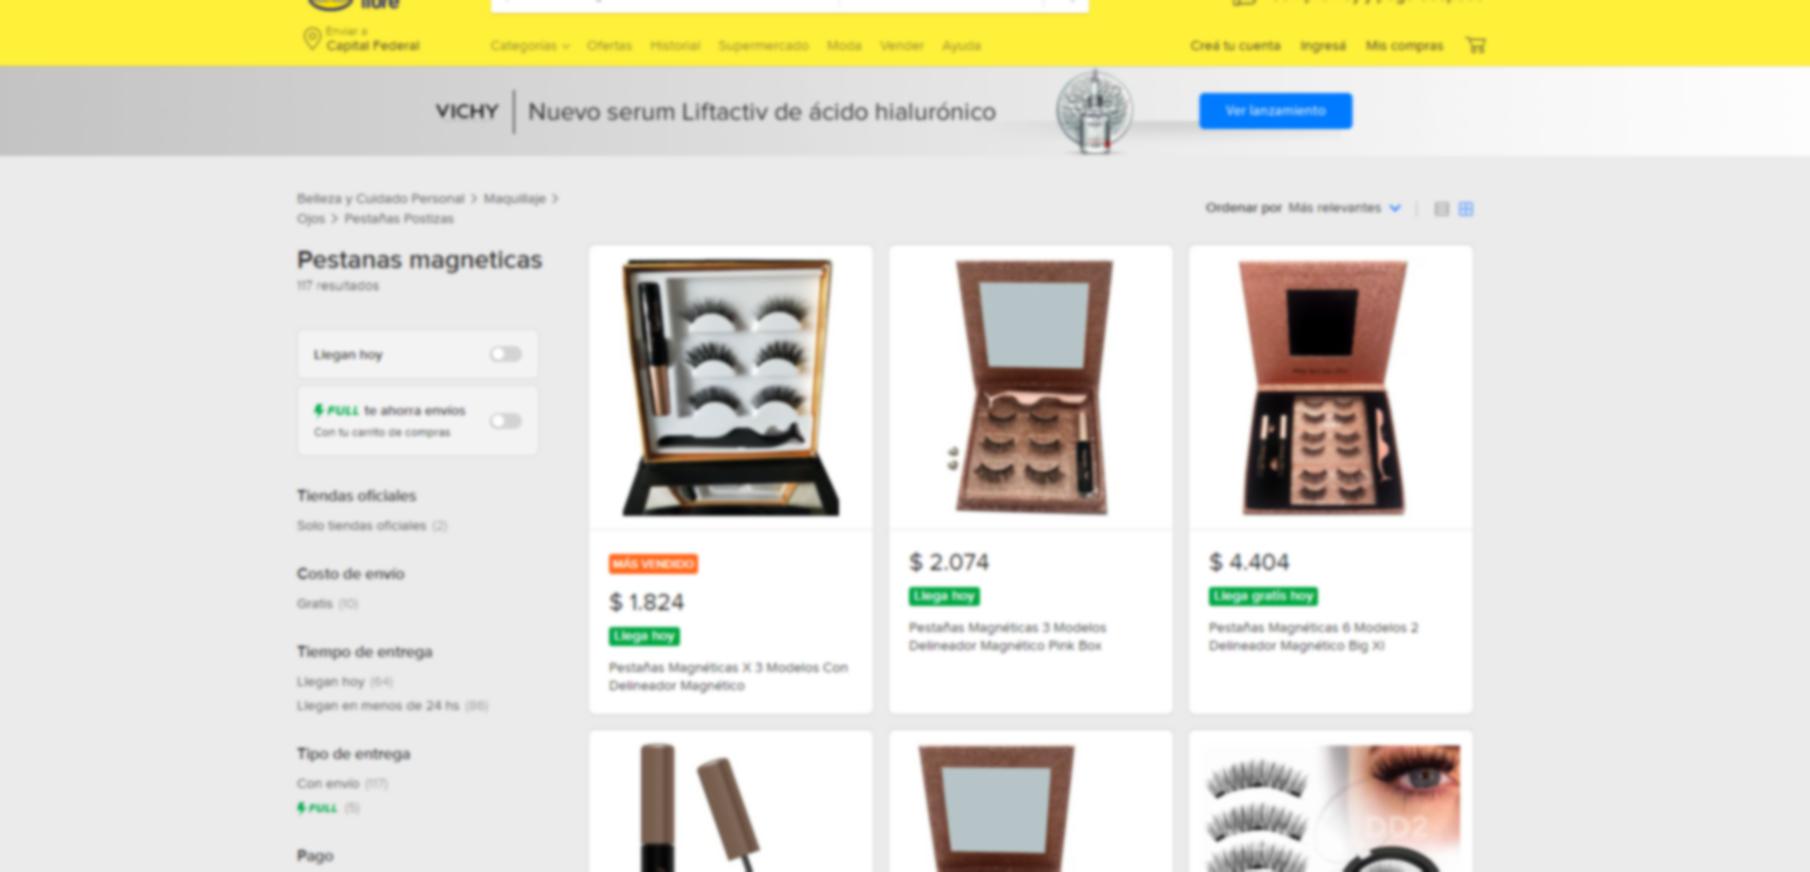 libre
Enviar a
Capital Federal
Categorías
Ofertas
Historial
Supermercado
Moda
Vender
Ayuda
Creá tu cuenta
Ingresá
Mis compras
VICHY
Nuevo serum Liftactiv de ácido hialurónico
Ver lanzamiento
Belleza y Cuidado Personal > Maquillaje >
Ojos > Pestañas Postizas
Ordenar por Más relevantes
Pestanas magneticas
117 resultados
Llegan hoy
FULL te ahorra envíos
Con tu carrito de compras
Tiendas oficiales
Solo tiendas oficiales (2)
Costo de envío
Gratis (10)
Tiempo de entrega
Llegan hoy (64)
Llegan en menos de 24 hs (88)
Tipo de entrega
Con envío (117)
FULL (5)
Pago
MÁS VENDIDO
$ 1.824
Llega hoy
Pestañas Magnéticas X 3 Modelos Con
Delineador Magnético
$ 2.074
Llega hoy
Pestañas Magnéticas 3 Modelos
Delineador Magnético Pink Box
$ 4.404
Llega gratis hoy
Pestañas Magnéticas 6 Modelos 2
Delineador Magnético Big Xl
DD2